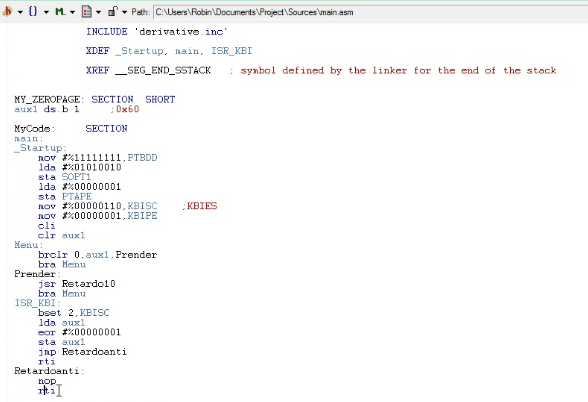 Path: C:\Users\Robin\Documents\Project\Sources\main.asm
INCLUDE 'derivative.inc'
XDEF _Startup, main, ISR_KBI
XREF __SEG_END_SSTACK ; symbol defined by the linker for the end of the stack
MY_ZEROPAGE: SECTION SHORT
aux1 ds.b 1 ;0x60
MyCode: SECTION
main:
_Startup:
mov #%11111111,PTBDD
lda #%01010010
sta SOPT1
lda #%00000001
sta PTAPE
mov #%00000110,KBISC ;KBIES
mov #%00000001,KBIPE
cli
clr aux1
Menu:
brclr 0,aux1,Prender
bra Menu
Prender:
jsr Retardo10
bra Menu
ISR_KBI:
bset 2,KBISC
lda aux1
eor #%00000001
sta aux1
jmp Retardoanti
rti
Retardoanti:
nop
rti